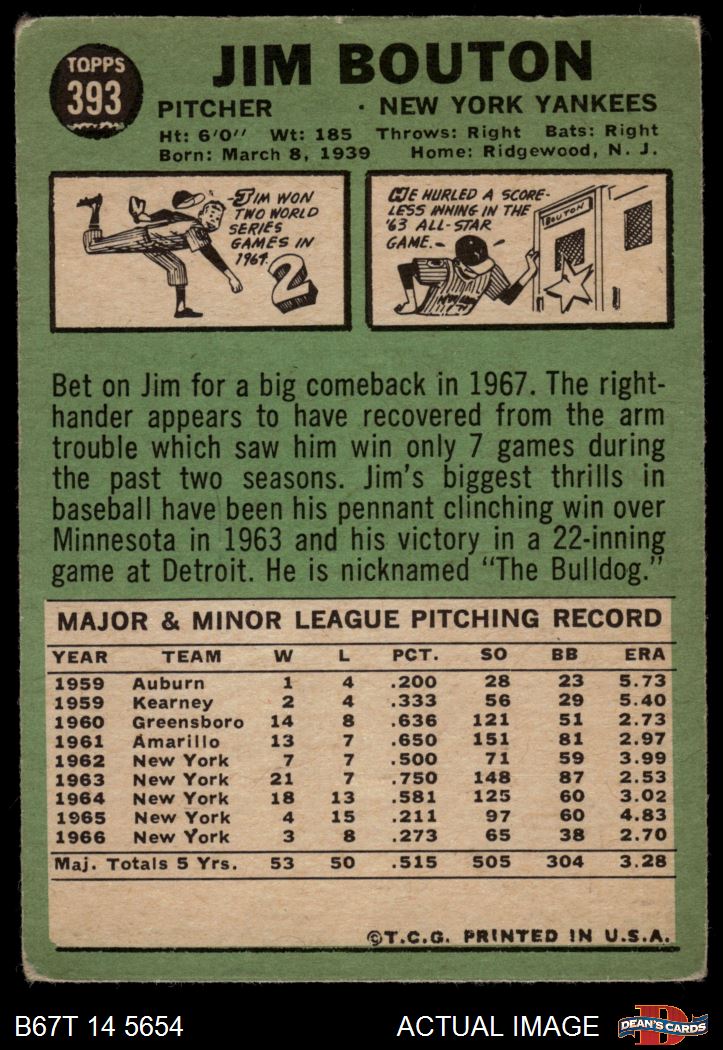 TOPPS
393
JIM BOUTON
PITCHER · NEW YORK YANKEES
Ht: 6'0" Wt: 185 Throws: Right Bats: Right
Born: March 8, 1939 Home: Ridgewood, N. J.
JIM WON
TWO WORLD
SERIES
GAMES IN
1964.
2
HE HURLED A SCORE-
LESS INNING IN THE
'63 ALL-STAR
GAME.
BOUTON
Bet on Jim for a big comeback in 1967. The right-
hander appears to have recovered from the arm
trouble which saw him win only 7 games during
the past two seasons. Jim's biggest thrills in
baseball have been his pennant clinching win over
Minnesota in 1963 and his victory in a 22-inning
game at Detroit. He is nicknamed "The Bulldog."
MAJOR & MINOR LEAGUE PITCHING RECORD
YEAR TEAM W L PCT. SO BB ERA
1959 Auburn 1 4 .200 28 23 5.73
1959 Kearney 2 4 .333 56 29 5.40
1960 Greensboro 14 8 .636 121 51 2.73
1961 Amarillo 13 7 .650 151 81 2.97
1962 New York 7 7 .500 71 59 3.99
1963 New York 21 7 .750 148 87 2.53
1964 New York 18 13 .581 125 60 3.02
1965 New York 4 15 .211 97 60 4.83
1966 New York 3 8 .273 65 38 2.70
Maj. Totals 5 Yrs. 53 50 .515 505 304 3.28
©T.C.G. PRINTED IN U.S.A.
B67T 14 5654 ACTUAL IMAGE DEAN'S CARDS